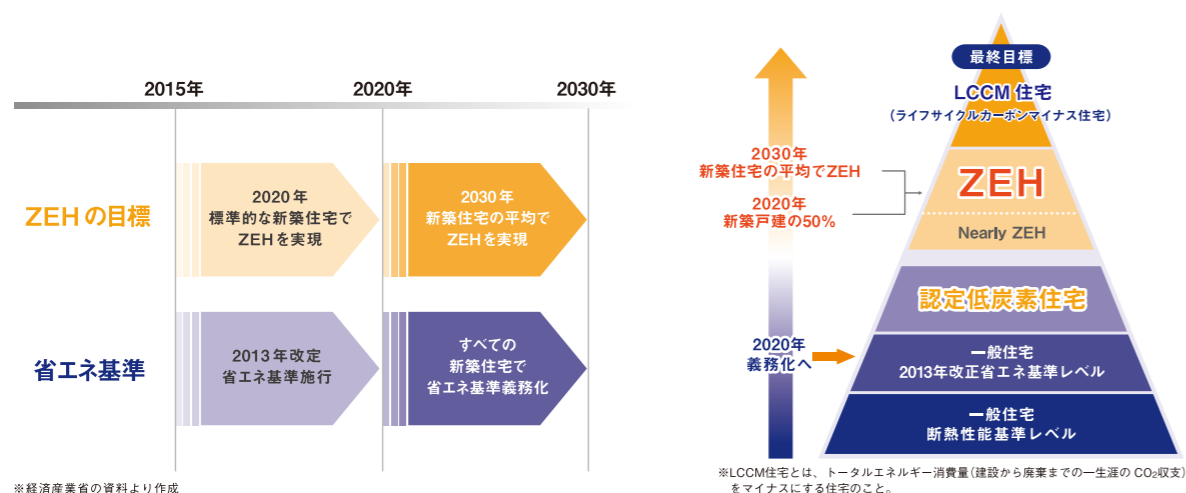 2015年
2020年
2030年
ZEHの目標
2020年
標準的な新築住宅で
ZEHを実現
2030年
新築住宅の平均で
ZEHを実現
省エネ基準
2013年改定
省エネ基準施行
すべての
新築住宅で
省エネ基準義務化
※経済産業省の資料より作成
最終目標
LCCM住宅
（ライフサイクルカーボンマイナス住宅）
2030年
新築住宅の平均でZEH
2020年
新築戸建の50%
ZEH
Nearly ZEH
認定低炭素住宅
2020年
義務化へ
一般住宅
2013年改正省エネ基準レベル
一般住宅
断熱性能基準レベル
※LCCM住宅とは、トータルエネルギー消費量（建設から廃棄までの一生涯のCO₂収支）
をマイナスにする住宅のこと。